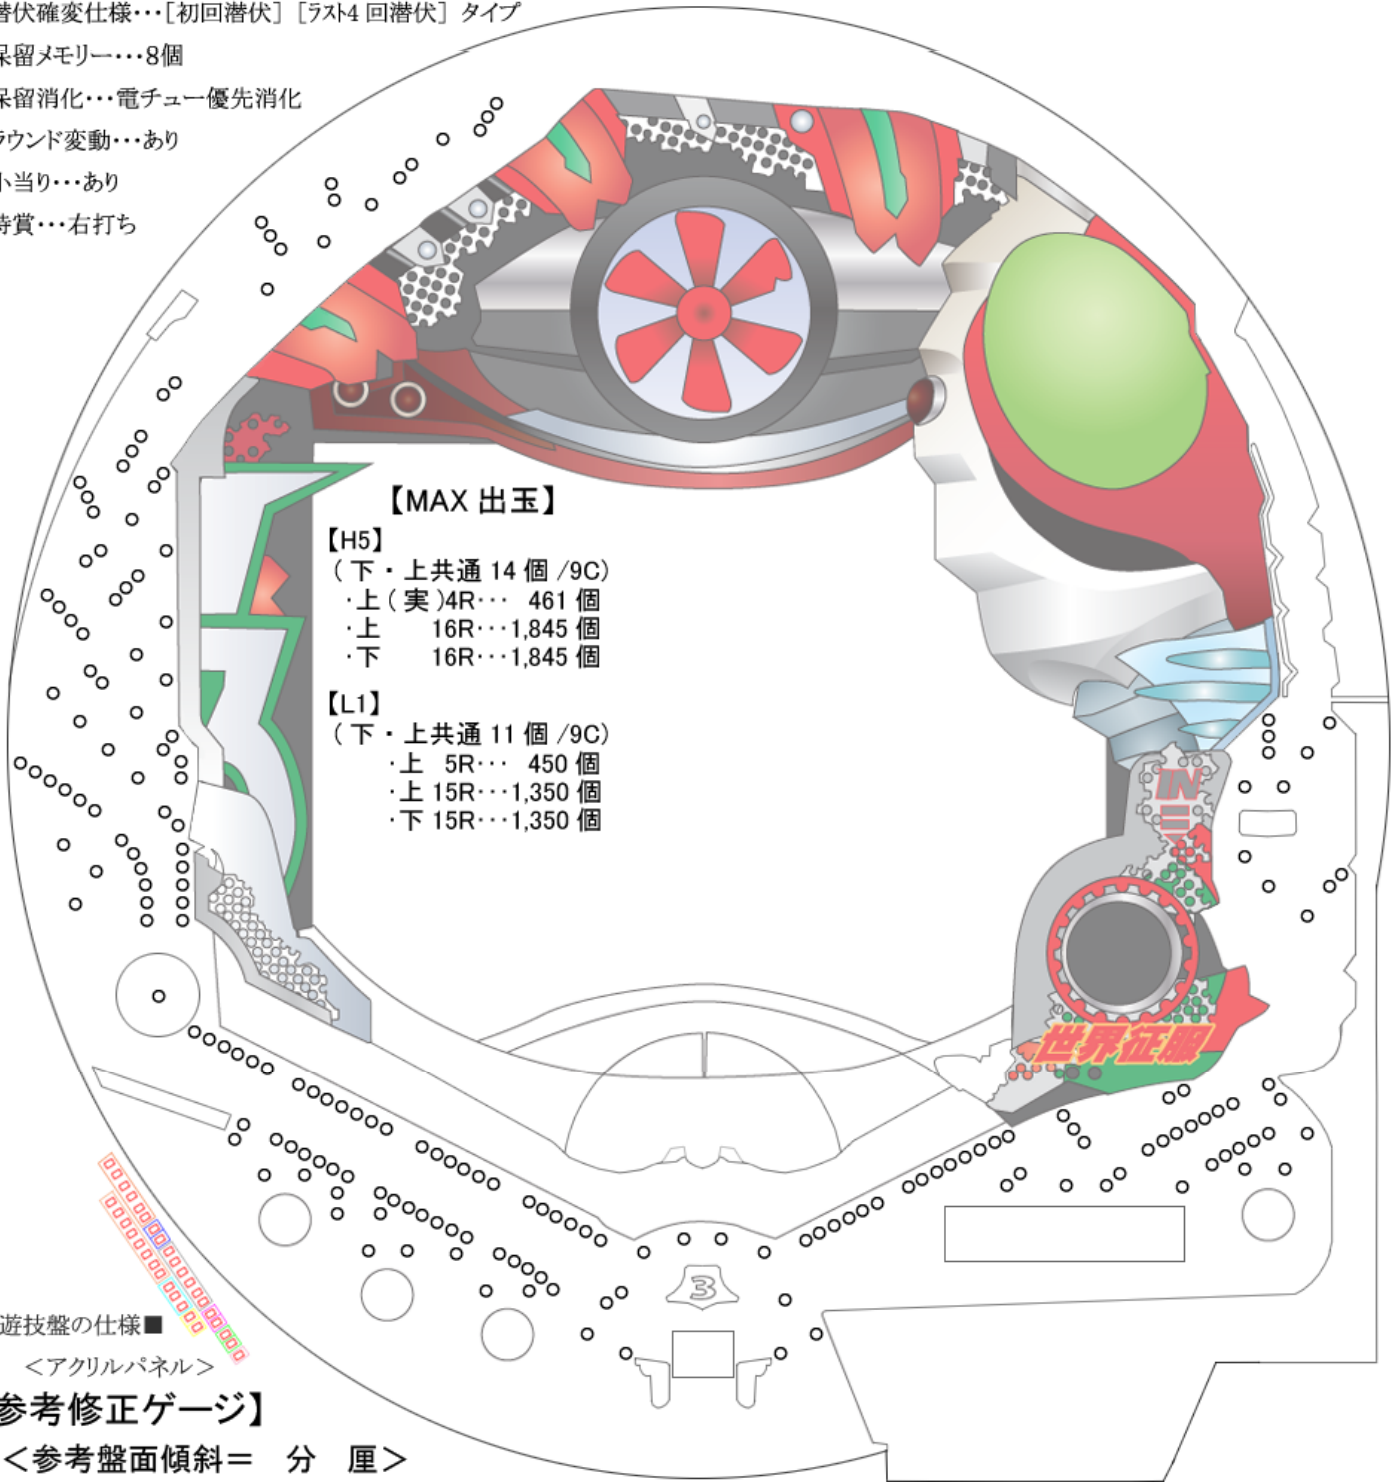 潜伏確変仕様･･･［初回潜伏］［ﾗｽﾄ4 回潜伏］ タイプ
保留メモリー･･･8個
保留消化･･･電チュー優先消化
ラウンド変動･･･あり
小当り･･･あり
特賞･･･右打ち
【MAX 出玉】
【H5】
（下・上共通 14 個 /9C）
・上 ( 実 )4R･･･ 461 個
・上 16R･･･1,845 個
・下 16R･･･1,845 個
【L1】
（下・上共通 11 個 /9C）
・上 5R･･･ 450 個
・上 15R･･･1,350 個
・下 15R･･･1,350 個
IN
世界征服
3
遊技盤の仕様■
＜アクリルパネル＞
参考修正ゲージ】
＜参考盤面傾斜＝ 分 厘＞